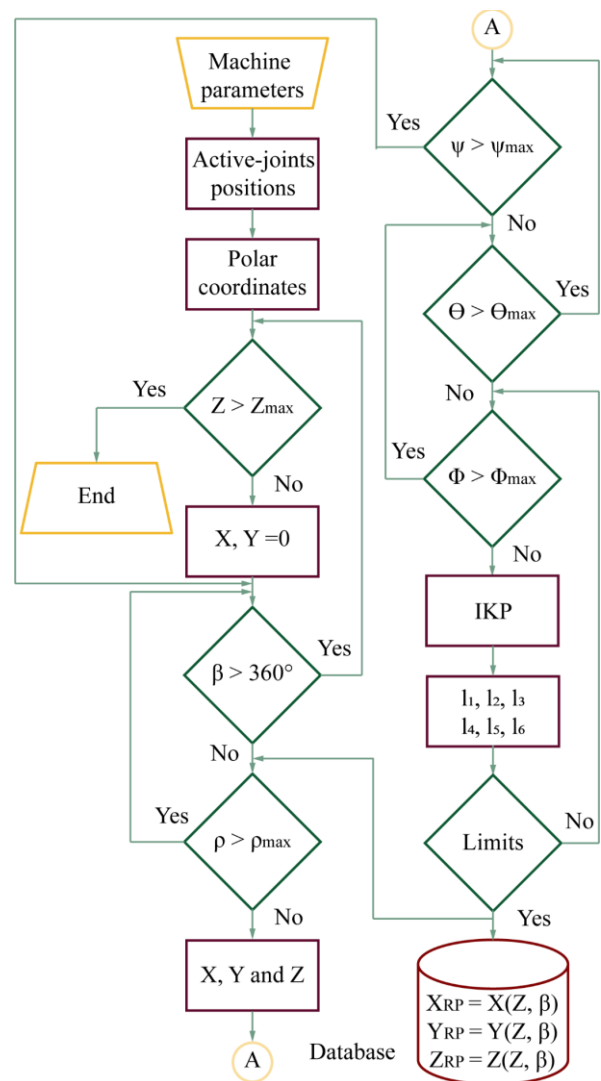 Machine
parameters
Active-joints
positions
Polar
coordinates
Z > Zmax
Yes
No
End
X, Y =0
β > 360°
Yes
No
ρ > ρmax
Yes
No
X, Y and Z
A
A
ψ > ψmax
Yes
No
ϴ > ϴmax
Yes
No
Φ > Φmax
Yes
No
IKP
l₁, l₂, l₃
l₄, l₅, l₆
Limits
No
Yes
Database
XRP = X(Z, β)
YRP = Y(Z, β)
ZRP = Z(Z, β)